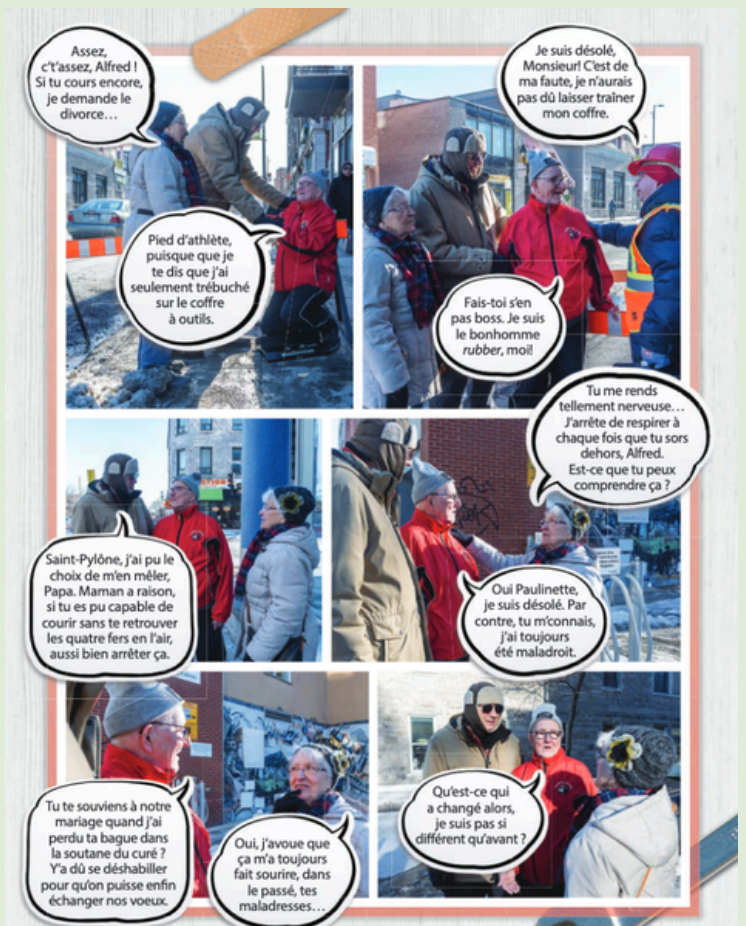 Assez,
c't'assez, Alfred !
Si tu cours encore,
je demande le
divorce…
Pied d'athlète,
puisque que je
te dis que j'ai
seulement trébuché
sur le coffre
à outils.
Je suis désolé,
Monsieur! C'est de
ma faute, je n'aurais
pas dû laisser traîner
mon coffre.
Fais-toi s'en
pas boss. Je suis
le bonhomme
rubber, moi!
Saint-Pylône, j'ai pu le
choix de m'en mêler,
Papa. Maman a raison,
si tu es pu capable de
courir sans te retrouver
les quatre fers en l'air,
aussi bien arrêter ça.
Tu me rends
tellement nerveuse…
J'arrête de respirer à
chaque fois que tu sors
dehors, Alfred.
Est-ce que tu peux
comprendre ça ?
Oui Paulinette,
je suis désolé. Par
contre, tu m'connais,
j'ai toujours
été maladroit.
Tu te souviens à notre
mariage quand j'ai
perdu ta bague dans
la soutane du curé ?
Y'a dû se déshabiller
pour qu'on puisse enfin
échanger nos voeux.
Oui, j'avoue que
ça m'a toujours
fait sourire, dans
le passé, tes
maladresses…
Qu'est-ce qui
a changé alors,
je suis pas si
différent qu'avant ?